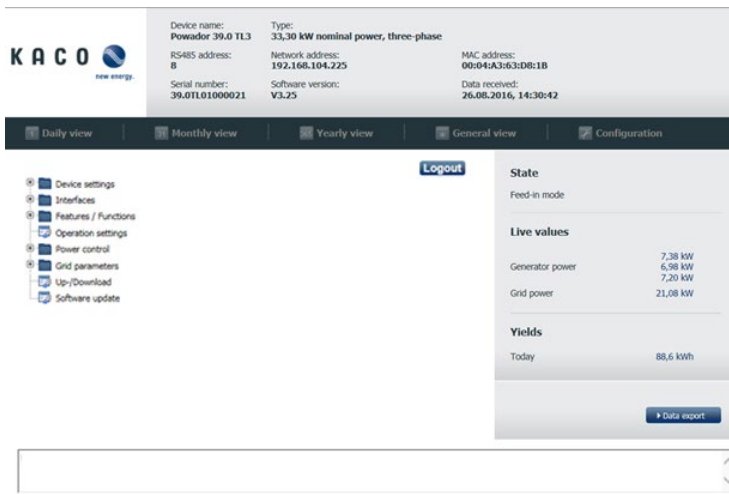 KACO
new energy.
Device name:
Powador 39.0 TL3
Type:
33,30 kW nominal power, three-phase
RS485 address:
8
Network address:
192.168.104.225
MAC address:
00:04:A3:63:D8:1B
Serial number:
39.0TL01000021
Software version:
V3.25
Data received:
26.08.2016, 14:30:42
Daily view
Monthly view
Yearly view
General view
Configuration
Logout
Device settings
Interfaces
Features / Functions
Operation settings
Power control
Grid parameters
Up-/Download
Software update
State
Feed-in mode
Live values
Generator power
7,38 kW
6,98 kW
7,20 kW
Grid power 21,08 kW
Yields
Today 88,6 kWh
Data export